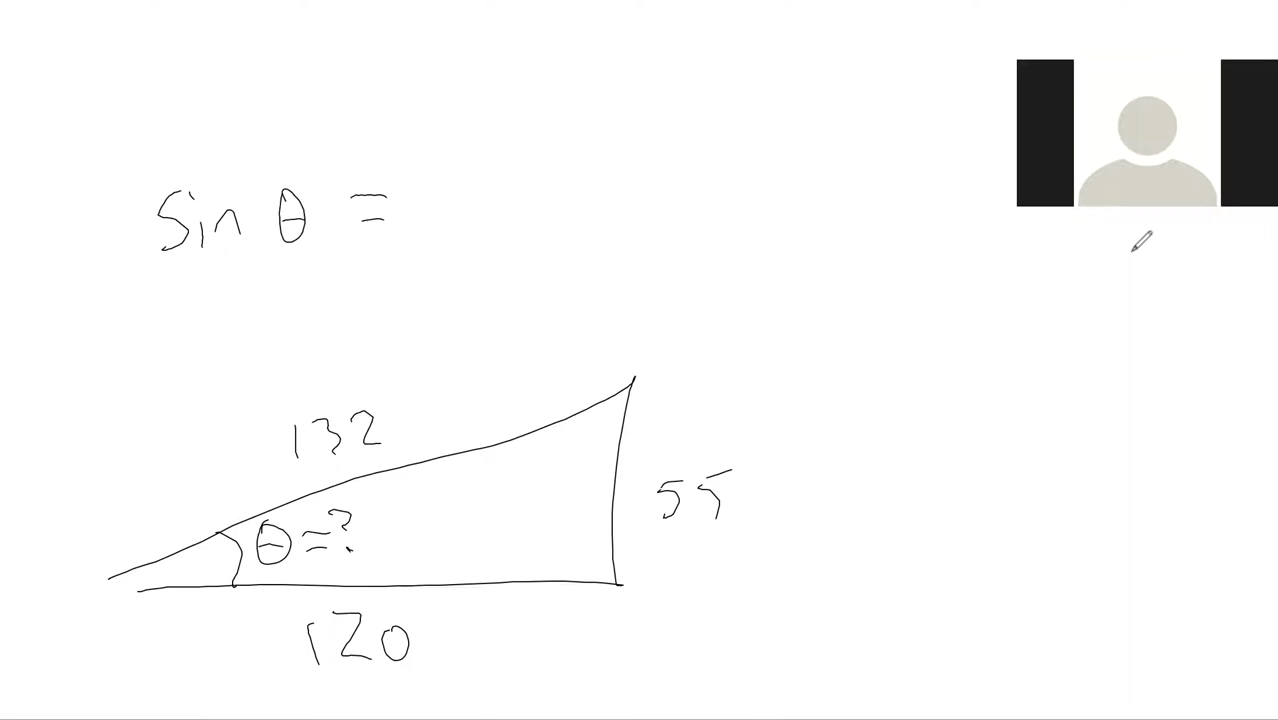 sin θ =
132
θ = ?
55
120